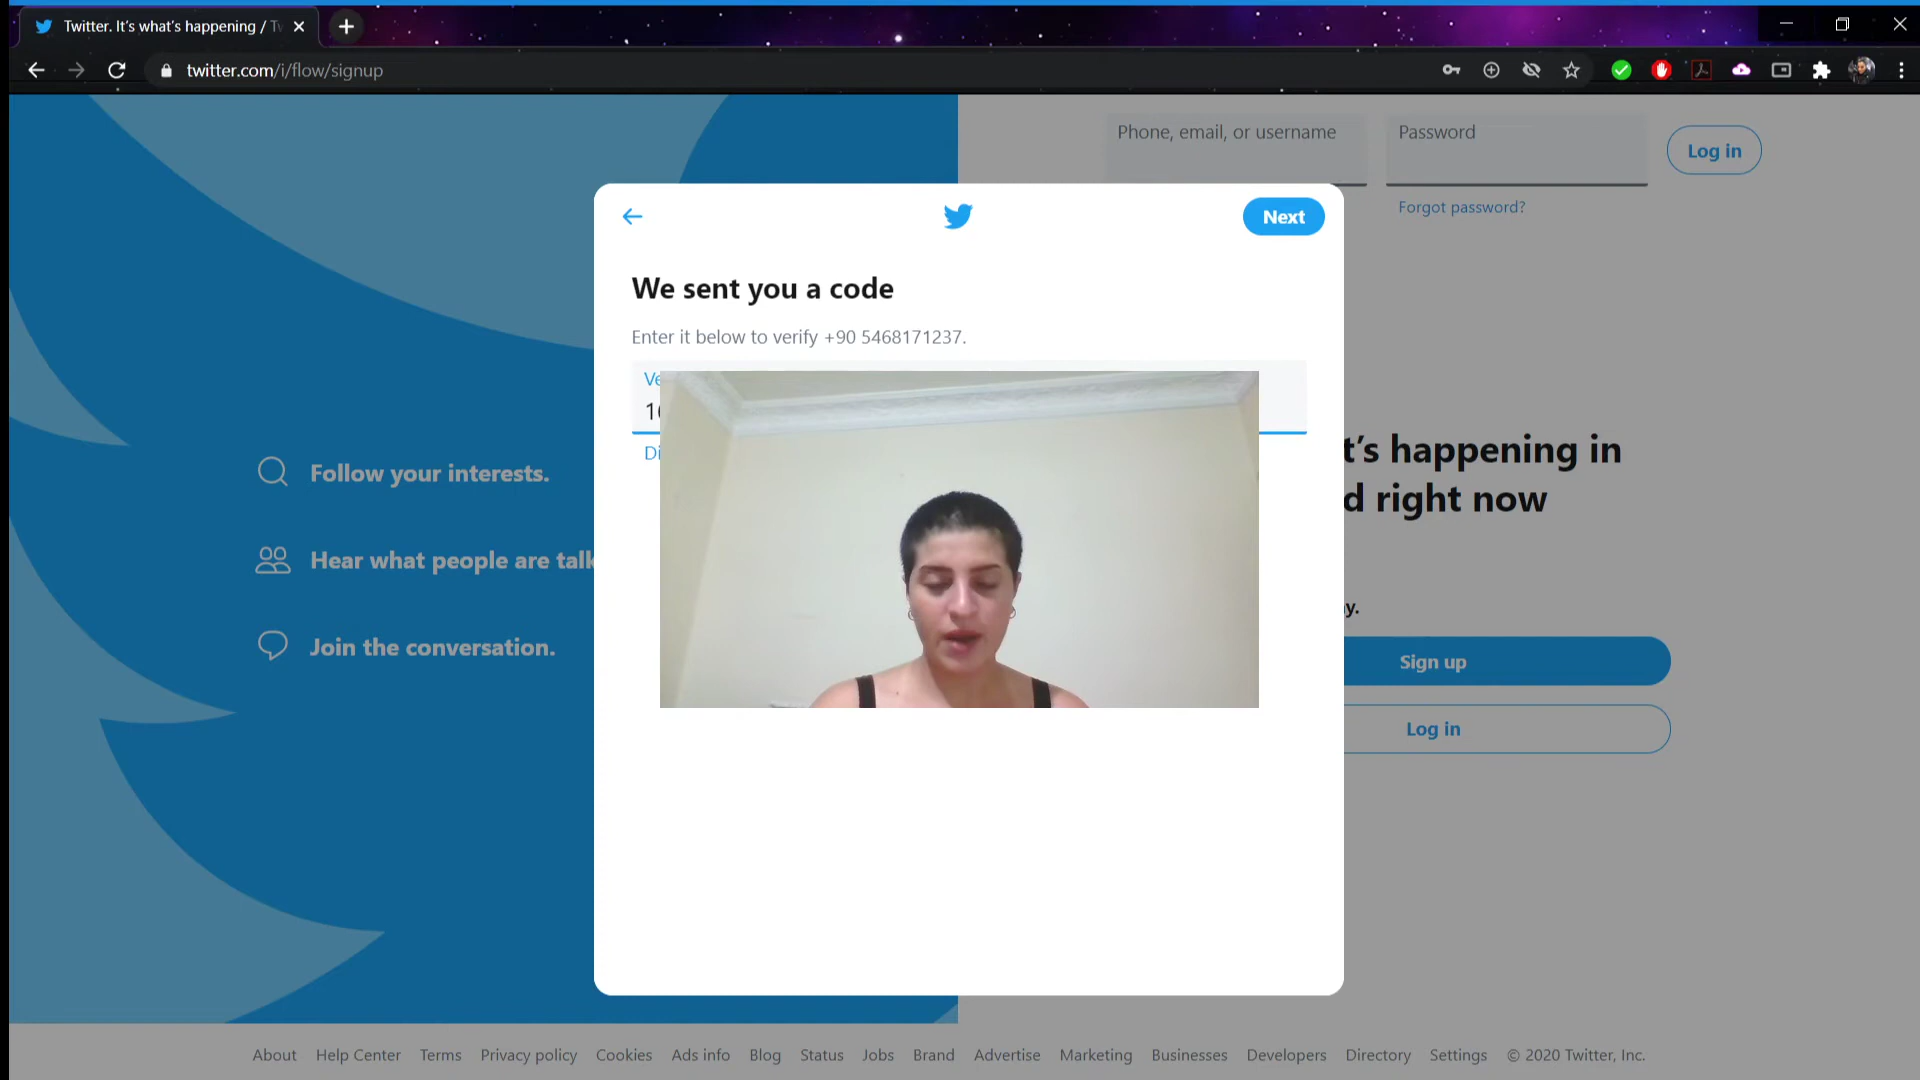 Twitter. It's what's happening / Tw
twitter.com/i/flow/signup
Phone, email, or username
Password
Log in
Forgot password?
Next
We sent you a code
Enter it below to verify +90 5468171237.
Ve
Di
Follow your interests.
Hear what people are talk
Join the conversation.
t's happening in
d right now
y.
Sign up
Log in
About Help Center Terms Privacy policy Cookies Ads info Blog Status Jobs Brand Advertise Marketing Businesses Developers Directory Settings © 2020 Twitter, Inc.